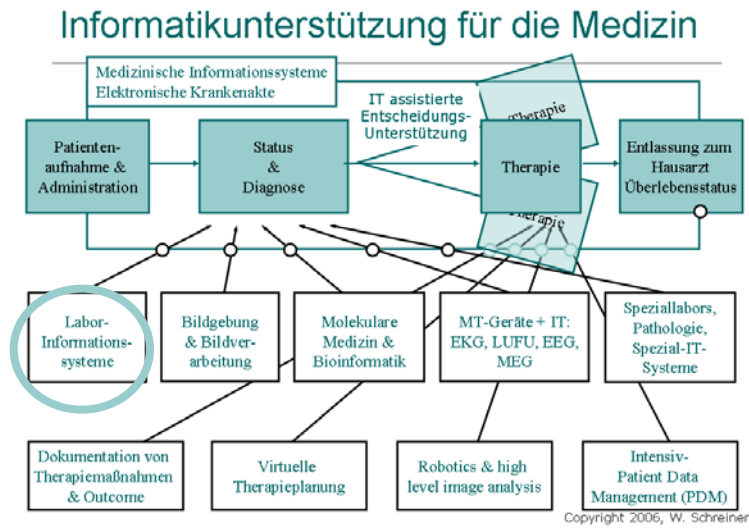 Informatikunterstützung für die Medizin
Medizinische Informationssysteme
Elektronische Krankenakte
IT assistierte
Entscheidungs-
Unterstützung
Therapie
Patienten-
aufnahme &
Administration
Status
&
Diagnose
Therapie
Entlassung zum
Hausarzt
Überlebensstatus
Therapie
Labor-
Informations-
systeme
Bildgebung
& Bildver-
arbeitung
Molekulare
Medizin &
Bioinformatik
MT-Geräte + IT:
EKG, LUFU, EEG,
MEG
Speziallabors,
Pathologie,
Spezial-IT-
Systeme
Dokumentation von
Therapiemaßnahmen
& Outcome
Virtuelle
Therapieplanung
Robotics & high
level image analysis
Intensiv-
Patient Data
Management (PDM)
Copyright 2006, W. Schreiner